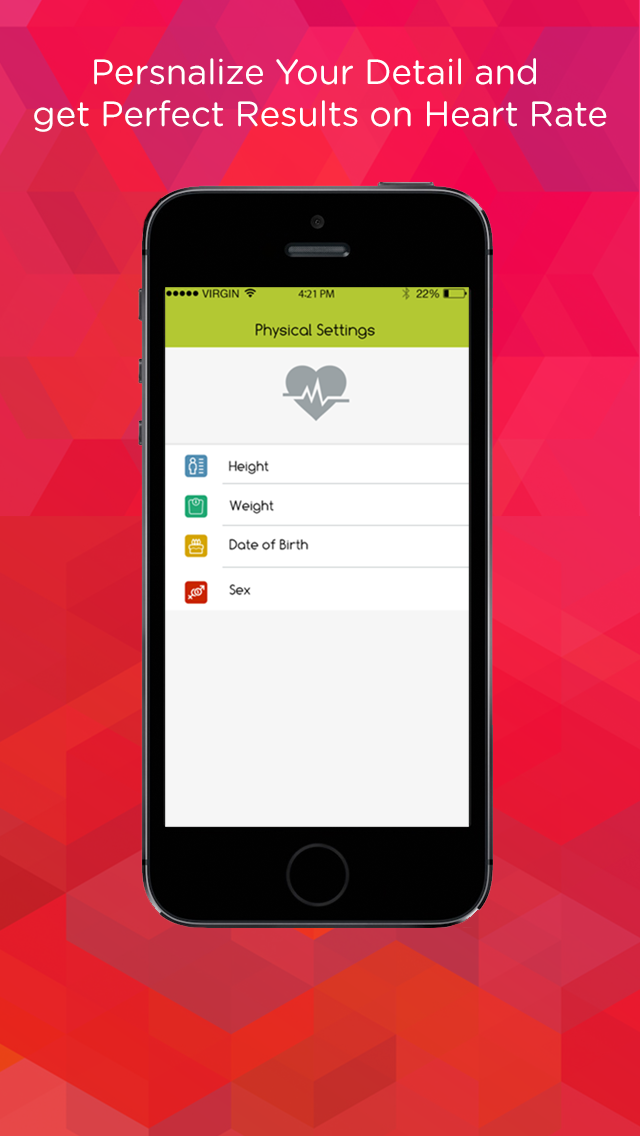 Persnalize Your Detail and
get Perfect Results on Heart Rate
VIRGIN 4:21 PM 22%
Physical Settings
Height
Weight
Date of Birth
Sex